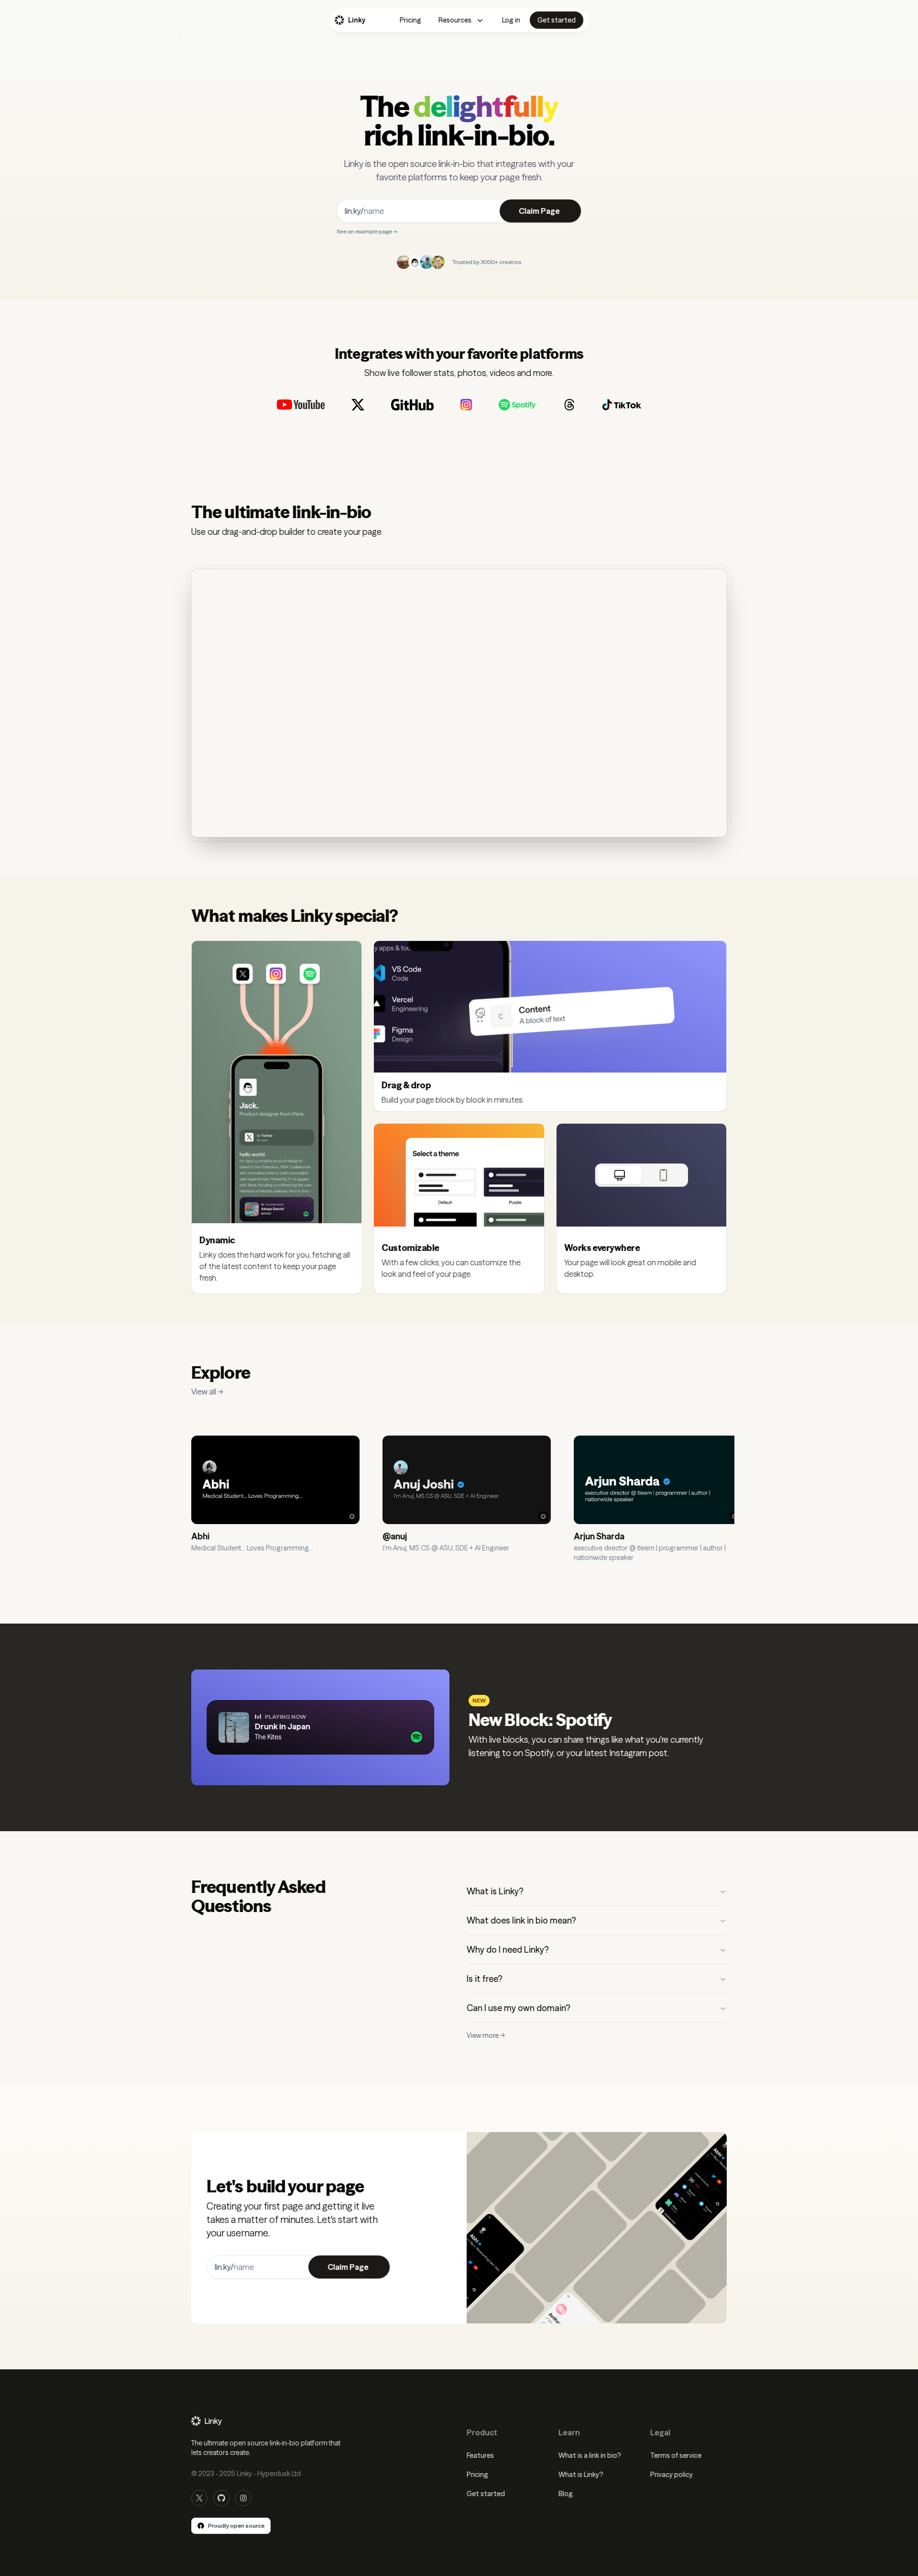 Linky
Pricing
Resources
Log in
Get started
The delightfully
rich link-in-bio.
Linky is the open source link-in-bio that integrates with your
favorite platforms to keep your page fresh.
lin.ky/name
Claim Page
See an example page →
Trusted by 3000+ creators
Integrates with your favorite platforms
Show live follower stats, photos, videos and more.
YouTube
GitHub
Spotify
TikTok
The ultimate link-in-bio
Use our drag-and-drop builder to create your page.
What makes Linky special?
Jack.
Product designer from Paris
X / Twitter
hello world.
Always Dancin'
Dynamic
Linky does the hard work for you, fetching all
of the latest content to keep your page
fresh.
y apps & too
VS Code
Code
Vercel
Engineering
Figma
Design
C
Content
A block of text
Drag & drop
Build your page block by block in minutes.
Select a theme
Default
Purple
Customizable
With a few clicks, you can customize the
look and feel of your page.
Works everywhere
Your page will look great on mobile and
desktop.
Explore
View all →
Abhi
Medical Student... Loves Programming...
Abhi
Medical Student... Loves Programming...
Anuj Joshi
I'm Anuj, MS CS @ ASU, SDE + AI Engineer
@anuj
I'm Anuj, MS CS @ ASU, SDE + AI Engineer
Arjun Sharda
executive director @ tleem | programmer | author |
nationwide speaker
Arjun Sharda
executive director @ tleem | programmer | author |
nationwide speaker
PLAYING NOW
Drunk in Japan
The Kites
NEW
New Block: Spotify
With live blocks, you can share things like what you're currently
listening to on Spotify, or your latest Instagram post.
Frequently Asked
Questions
What is Linky?
What does link in bio mean?
Why do I need Linky?
Is it free?
Can I use my own domain?
View more →
Let's build your page
Creating your first page and getting it live
takes a matter of minutes. Let's start with
your username.
lin.ky/name
Claim Page
Abhi
Abhi
Linky
The ultimate open source link-in-bio platform that
lets creators create.
© 2023 - 2025 Linky - Hyperdusk Ltd
Proudly open source
Product
Features
Pricing
Get started
Learn
What is a link in bio?
What is Linky?
Blog
Legal
Terms of service
Privacy policy